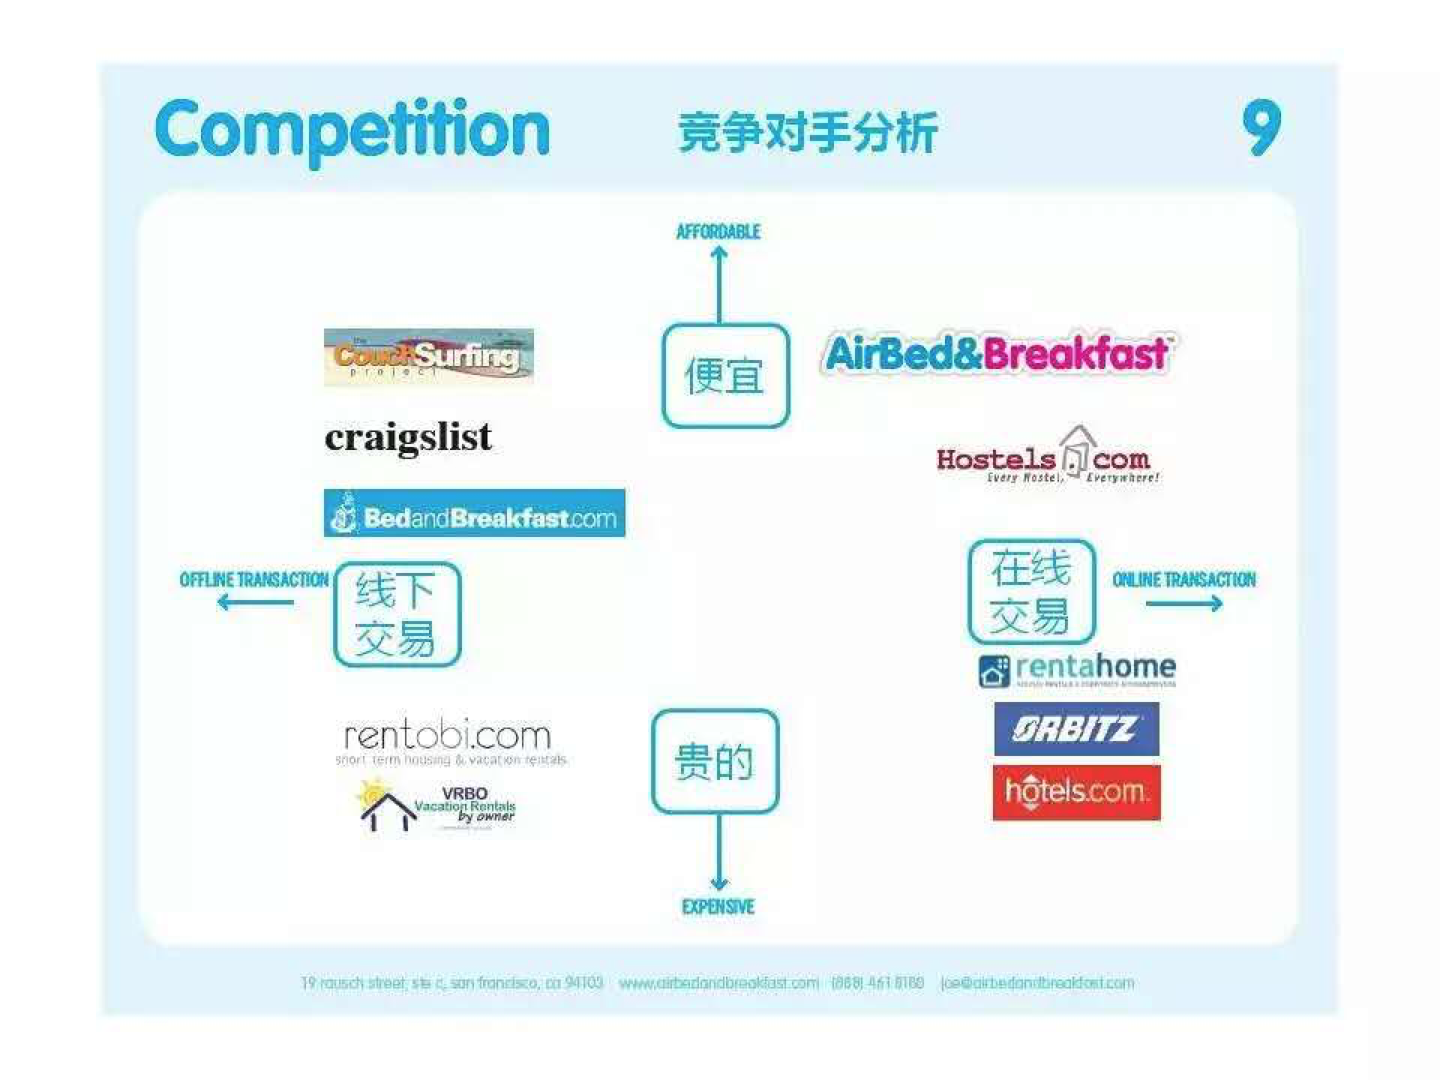 Competition
竞争对手分析
9
AFFORDABLE
便宜
the
CouchSurfing
project
AirBed&Breakfast™
craigslist
Hostels.com
Every Hostel, Everywhere!
BedandBreakfast.com
OFFLINE TRANSACTION
线下
交易
在线
交易
ONLINE TRANSACTION
rentahome
rentobi.com
short term housing & vacation rentals
贵的
ORBITZ
VRBO
Vacation Rentals
by owner
hotels.com
EXPENSIVE
19 rausch street, ste c, san francisco, ca 94103 www.airbedandbreakfast.com (888) 461 8180 joe@airbedandbreakfast.com